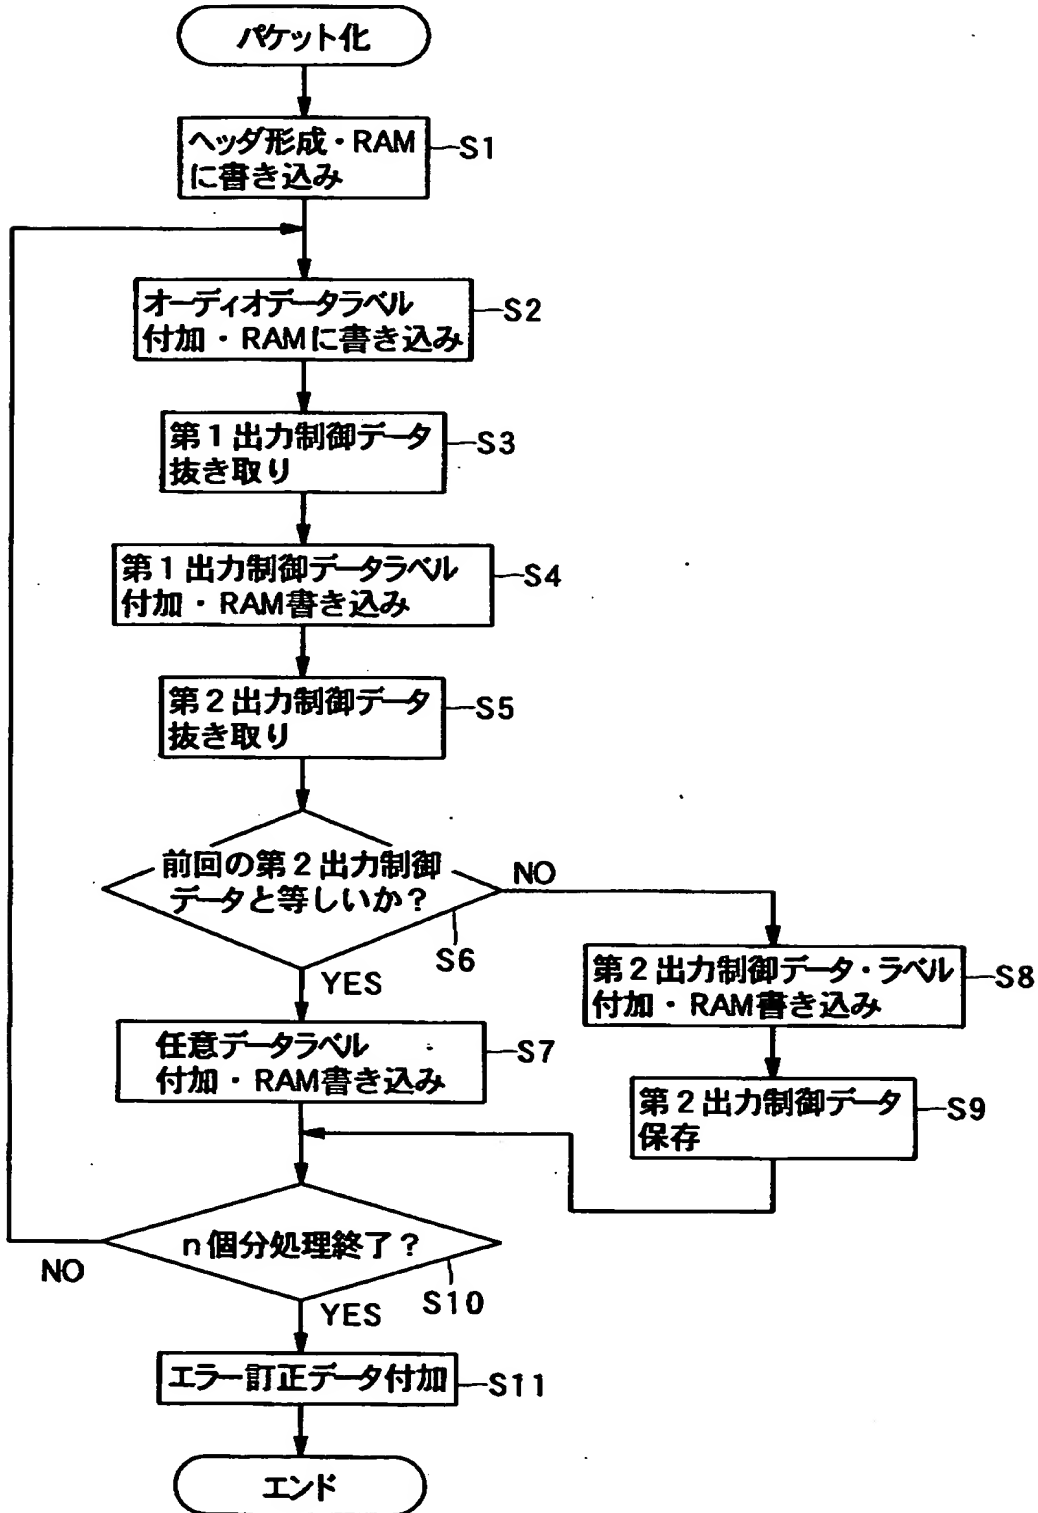 パケット化
ヘッダ形成・RAM
に書き込み
S1
オーディオデータラベル
付加・RAMに書き込み
S2
第1出力制御データ
抜き取り
S3
第1出力制御データラベル
付加・RAM書き込み
S4
第2出力制御データ
抜き取り
S5
前回の第2出力制御
データと等しいか？
S6
NO
YES
第2出力制御データ・ラベル
付加・RAM書き込み
S8
任意データラベル
付加・RAM書き込み
S7
第2出力制御データ
保存
S9
n個分処理終了？
S10
NO
YES
エラー訂正データ付加
S11
エンド